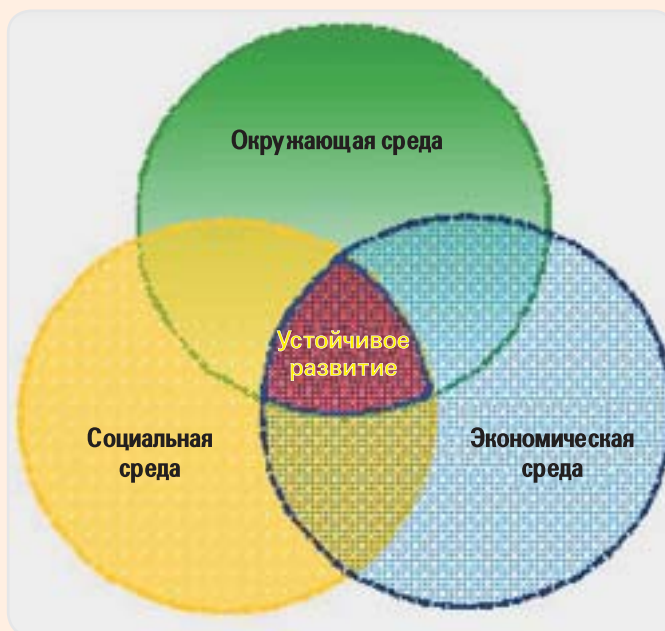 Окружающая среда
Устойчивое
развитие
Социальная
среда
Экономическая
среда